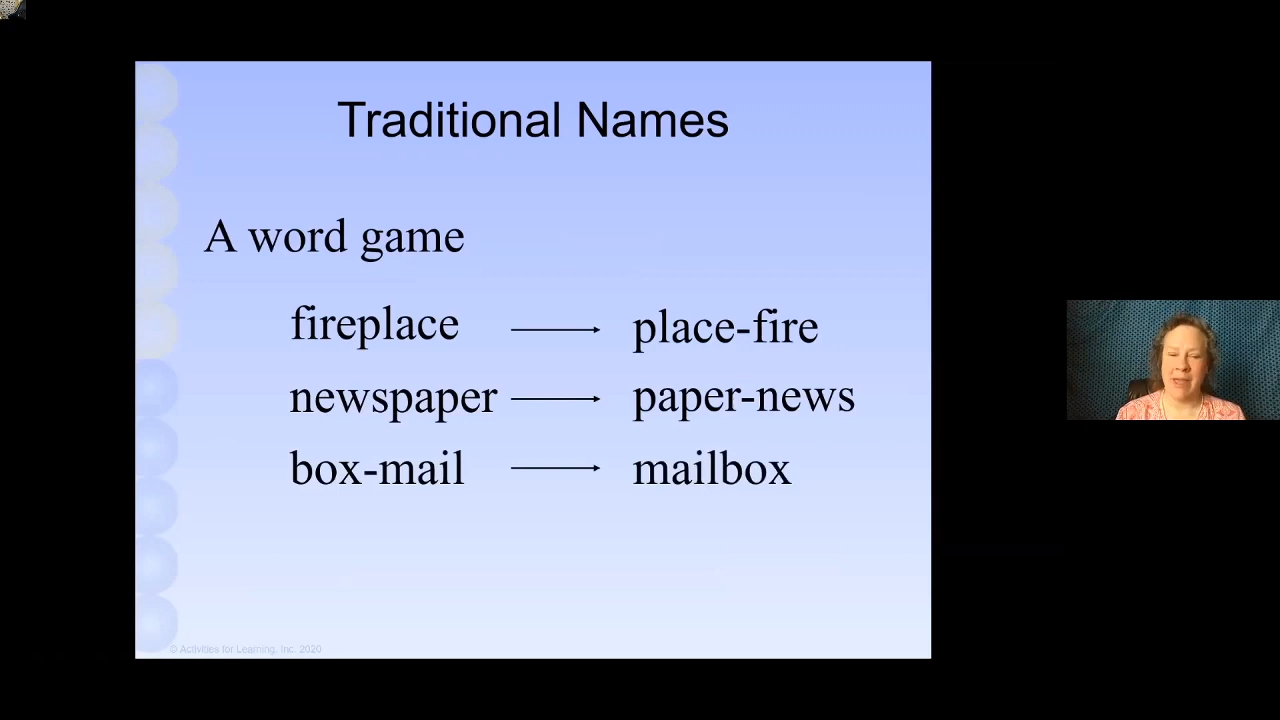 Traditional Names
A word game
fireplace → place-fire
newspaper → paper-news
box-mail → mailbox
© Activities for Learning, Inc. 2020